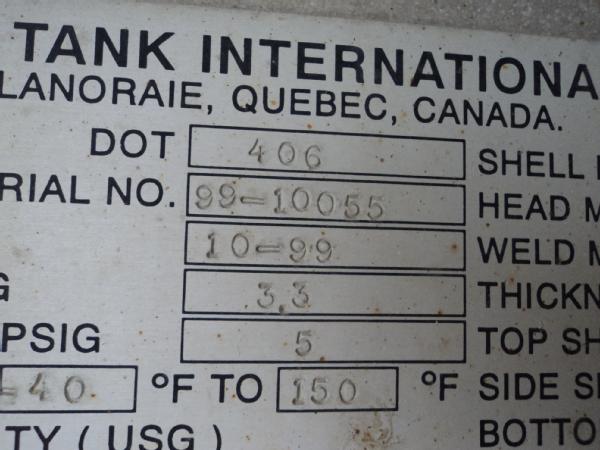 TANK INTERNATIONA
LANORAIE, QUEBEC, CANADA.
DOT 406 SHELL
RIAL NO. 99-10055 HEAD M
10-99 WELD M
G 3.3 THICKN
PSIG 5 TOP SH
-40 °F TO 150 °F SIDE SH
TY ( USG ) BOTTO